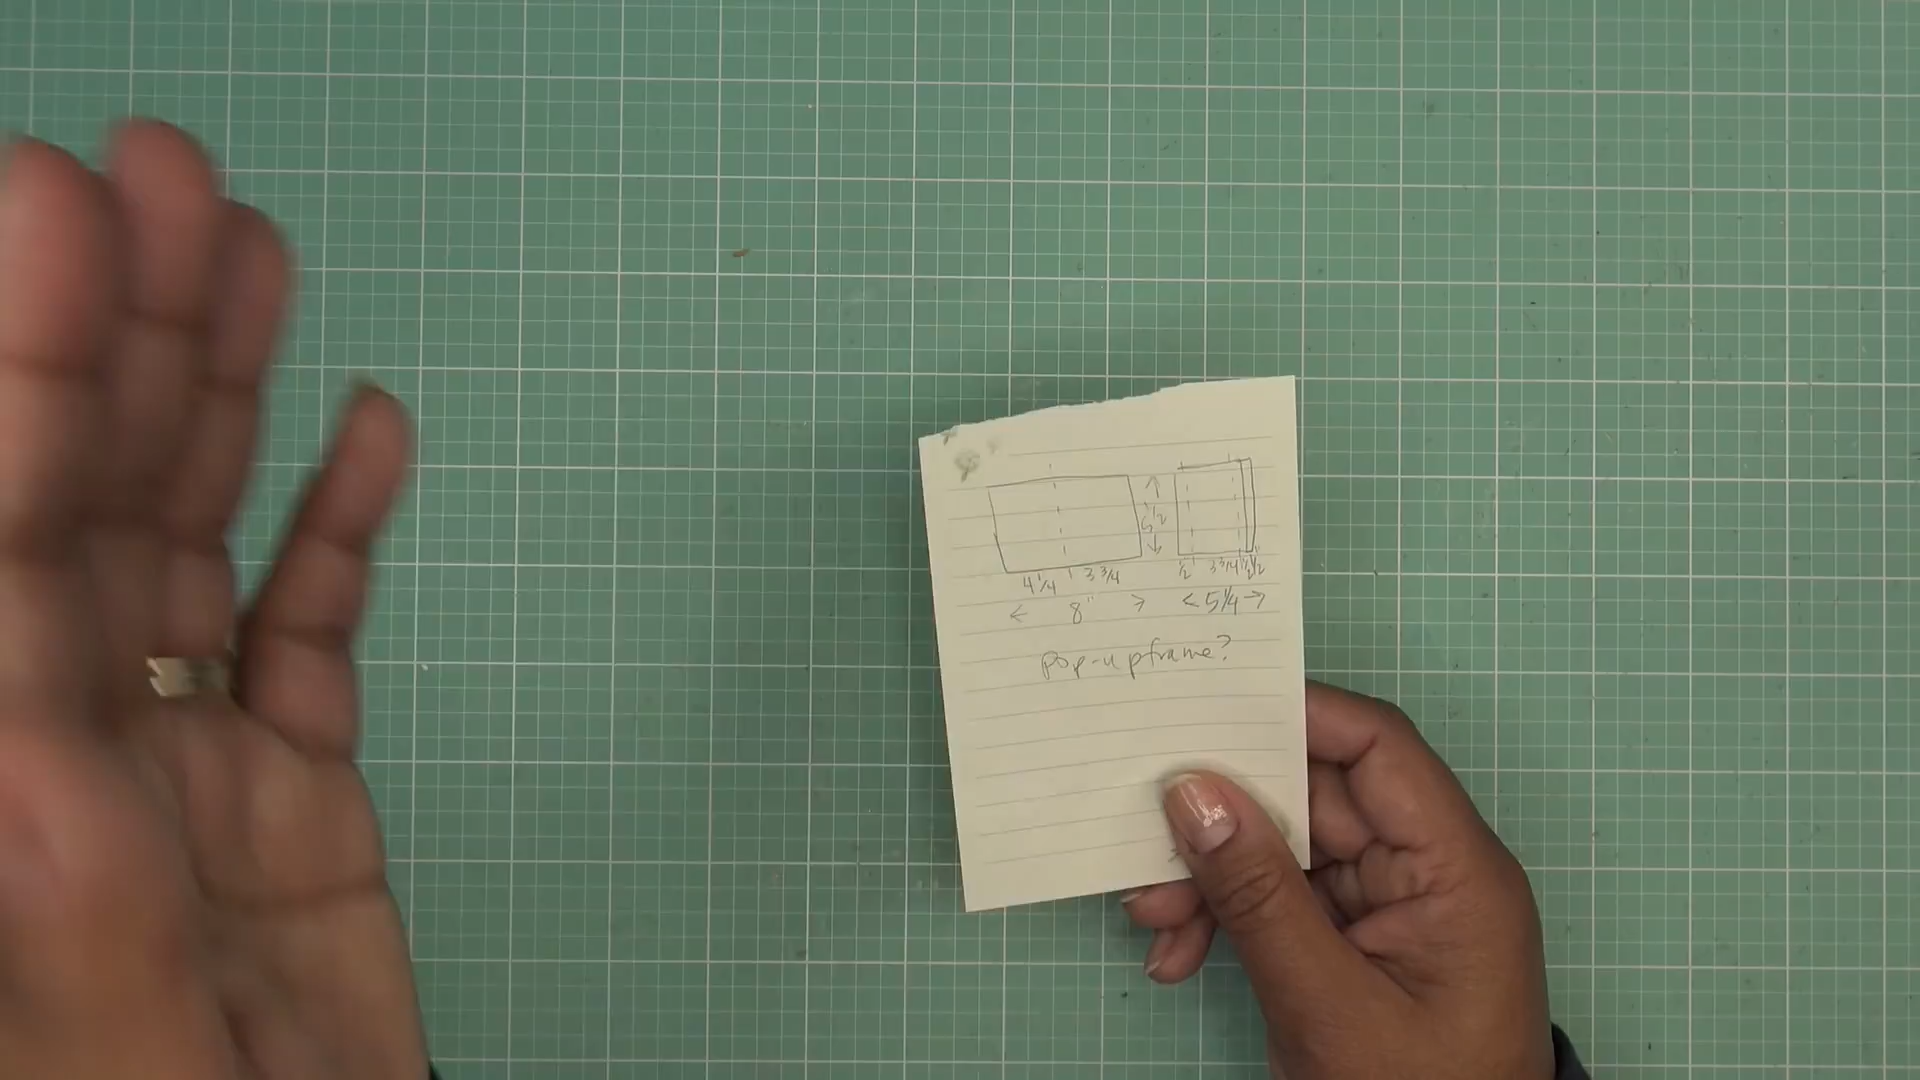 5 1/2
4 1/4 3 3/4 1/2 3 3/4 1/2 1/2
< 8" > < 5 1/4 >
pop-up frame?